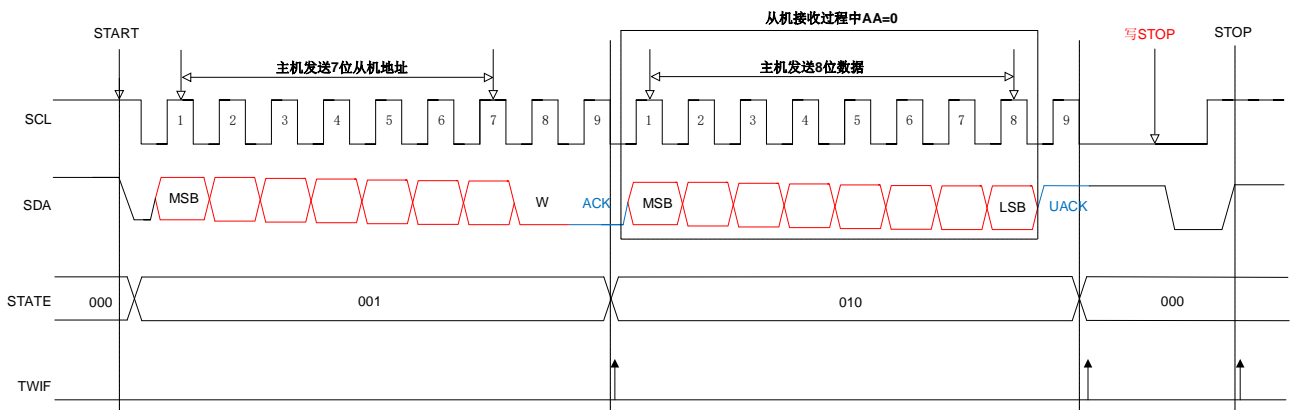 从机接收过程中AA=0
START
写STOP
STOP
主机发送7位从机地址
主机发送8位数据
SCL
1 2 3 4 5 6 7 8 9 1 2 3 4 5 6 7 8 9
SDA
MSB W ACK MSB LSB UACK
STATE
000 001 010 000
TWIF